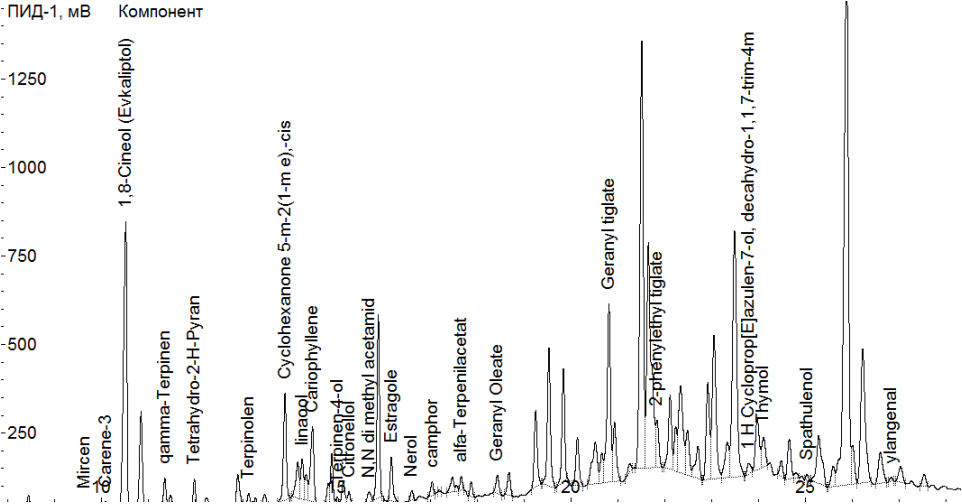 ПИД-1, мВ
Компонент
1250
1000
750
500
250
Mircen
Carene-3
10
1,8-Cineol (Evkaliptol)
qamma-Terpinen
Tetrahydro-2-H-Pyran
Terpinolen
Cyclohexanone 5-m-2(1-m e),-cis
linaool
Cariophyllene
15
Terpinen-4-ol
Citronellol
N,N di methyl acetamid
Estragole
Nerol
camphor
alfa-Terpenilacetat
Geranyl Oleate
20
Geranyl tiglate
2-phenylethyl tiglate
1 H Cycloprop[E]azulen-7-ol, decahydro-1,1,7-trim-4m
Thymol
25
Spathulenol
ylangenal